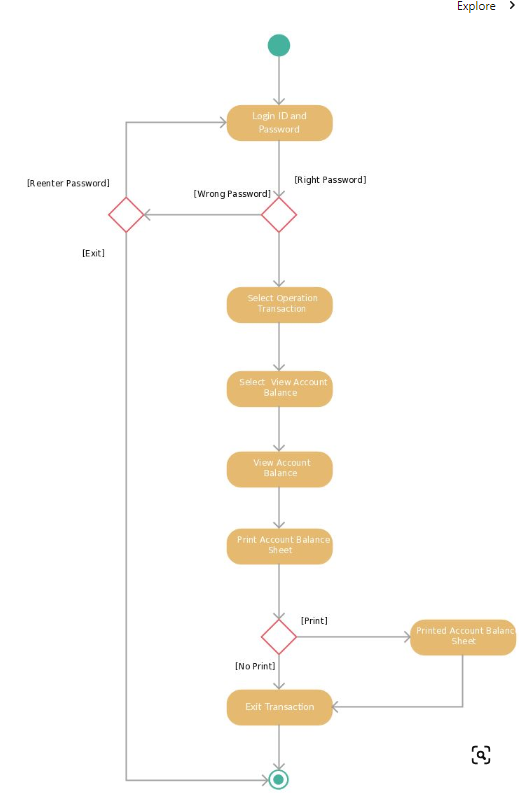 Explore
Login ID and
Password
[Reenter Password]
[Wrong Password]
[Right Password]
[Exit]
Select Operation
Transaction
Select View Account
Balance
View Account
Balance
Print Account Balance
Sheet
[Print]
Printed Account Balanc
Sheet
[No Print]
Exit Transaction